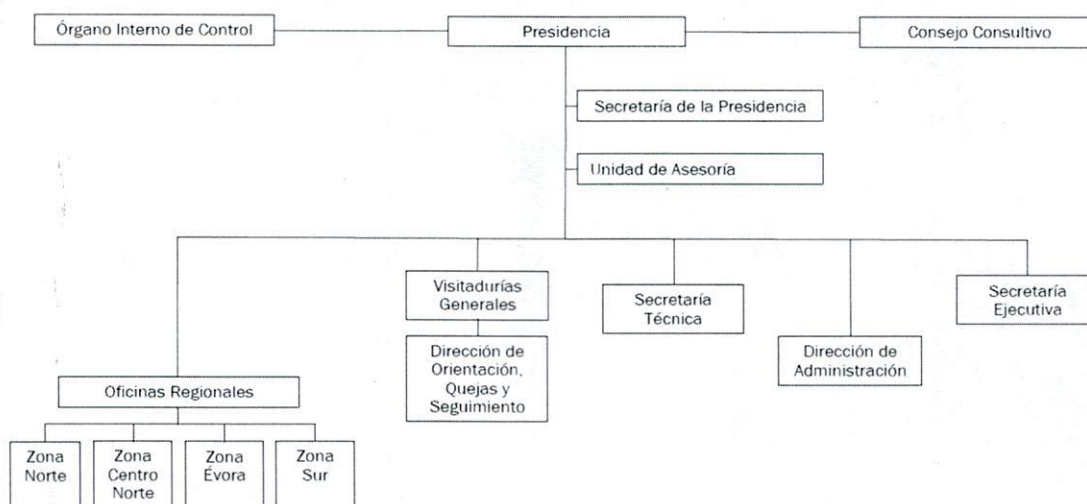 Órgano Interno de Control
Presidencia
Consejo Consultivo
Secretaría de la Presidencia
Unidad de Asesoría
Visitadurías
Generales
Secretaría
Técnica
Secretaría
Ejecutiva
Dirección de
Orientación,
Quejas y
Seguimiento
Dirección de
Administración
Oficinas Regionales
Zona
Norte
Zona
Centro
Norte
Zona
Évora
Zona
Sur